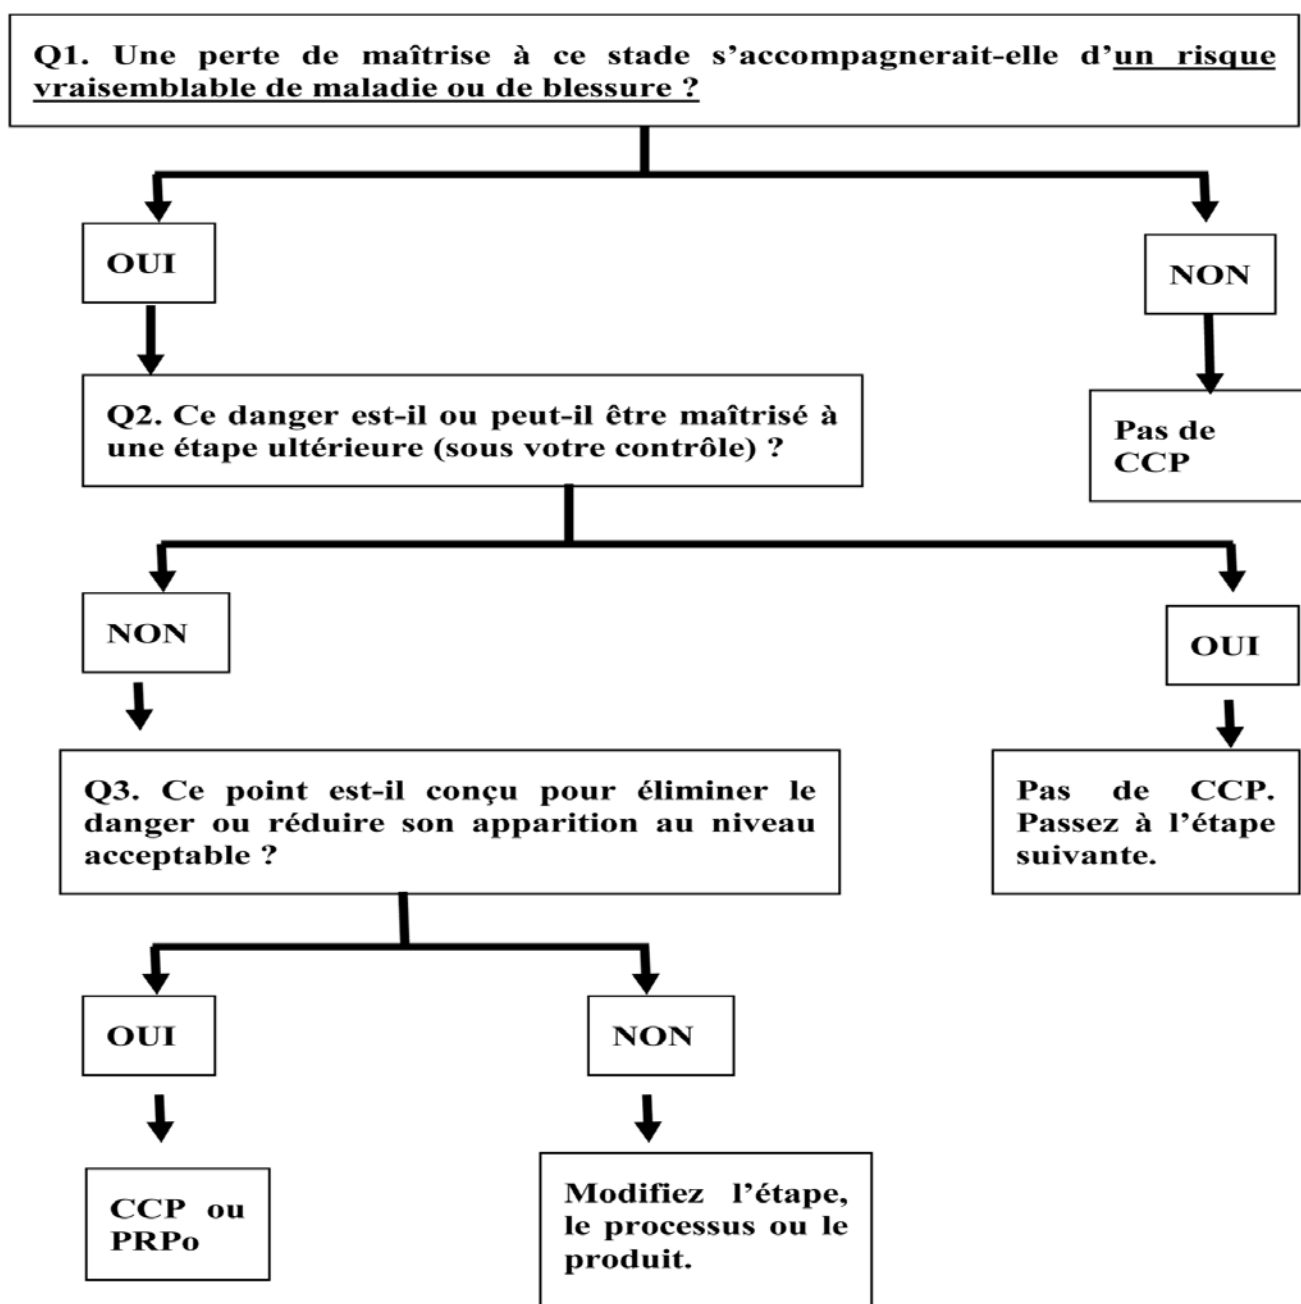 Q1. Une perte de maîtrise à ce stade s’accompagnerait-elle d’un risque
vraisemblable de maladie ou de blessure ?
OUI
NON
Q2. Ce danger est-il ou peut-il être maîtrisé à
une étape ultérieure (sous votre contrôle) ?
Pas de
CCP
NON
OUI
Q3. Ce point est-il conçu pour éliminer le
danger ou réduire son apparition au niveau
acceptable ?
Pas de CCP.
Passez à l’étape
suivante.
OUI
NON
CCP ou
PRPo
Modifiez l’étape,
le processus ou le
produit.